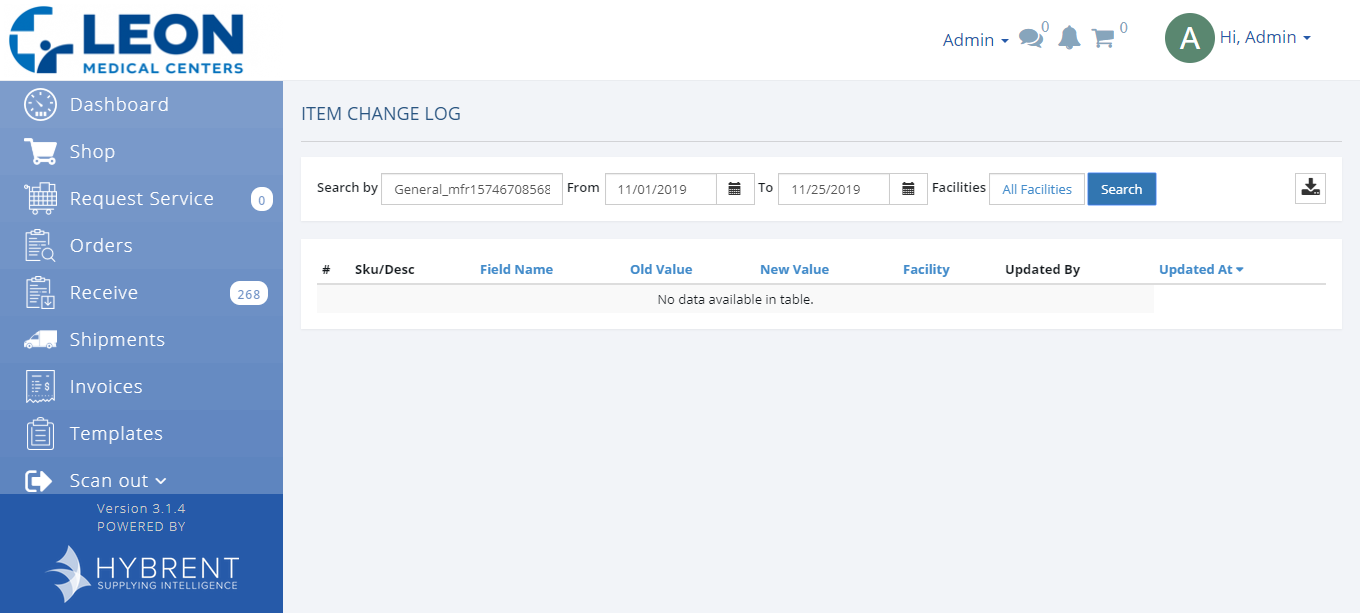 LEON
MEDICAL CENTERS
Admin 0 0 A Hi, Admin
Dashboard
Shop
Request Service 0
Orders
Receive 268
Shipments
Invoices
Templates
Scan out
Version 3.1.4
POWERED BY
HYBRENT
SUPPLYING INTELLIGENCE
ITEM CHANGE LOG
Search by General_mfr15746708568 From 11/01/2019 To 11/25/2019 Facilities All Facilities Search
# Sku/Desc Field Name Old Value New Value Facility Updated By Updated At
No data available in table.